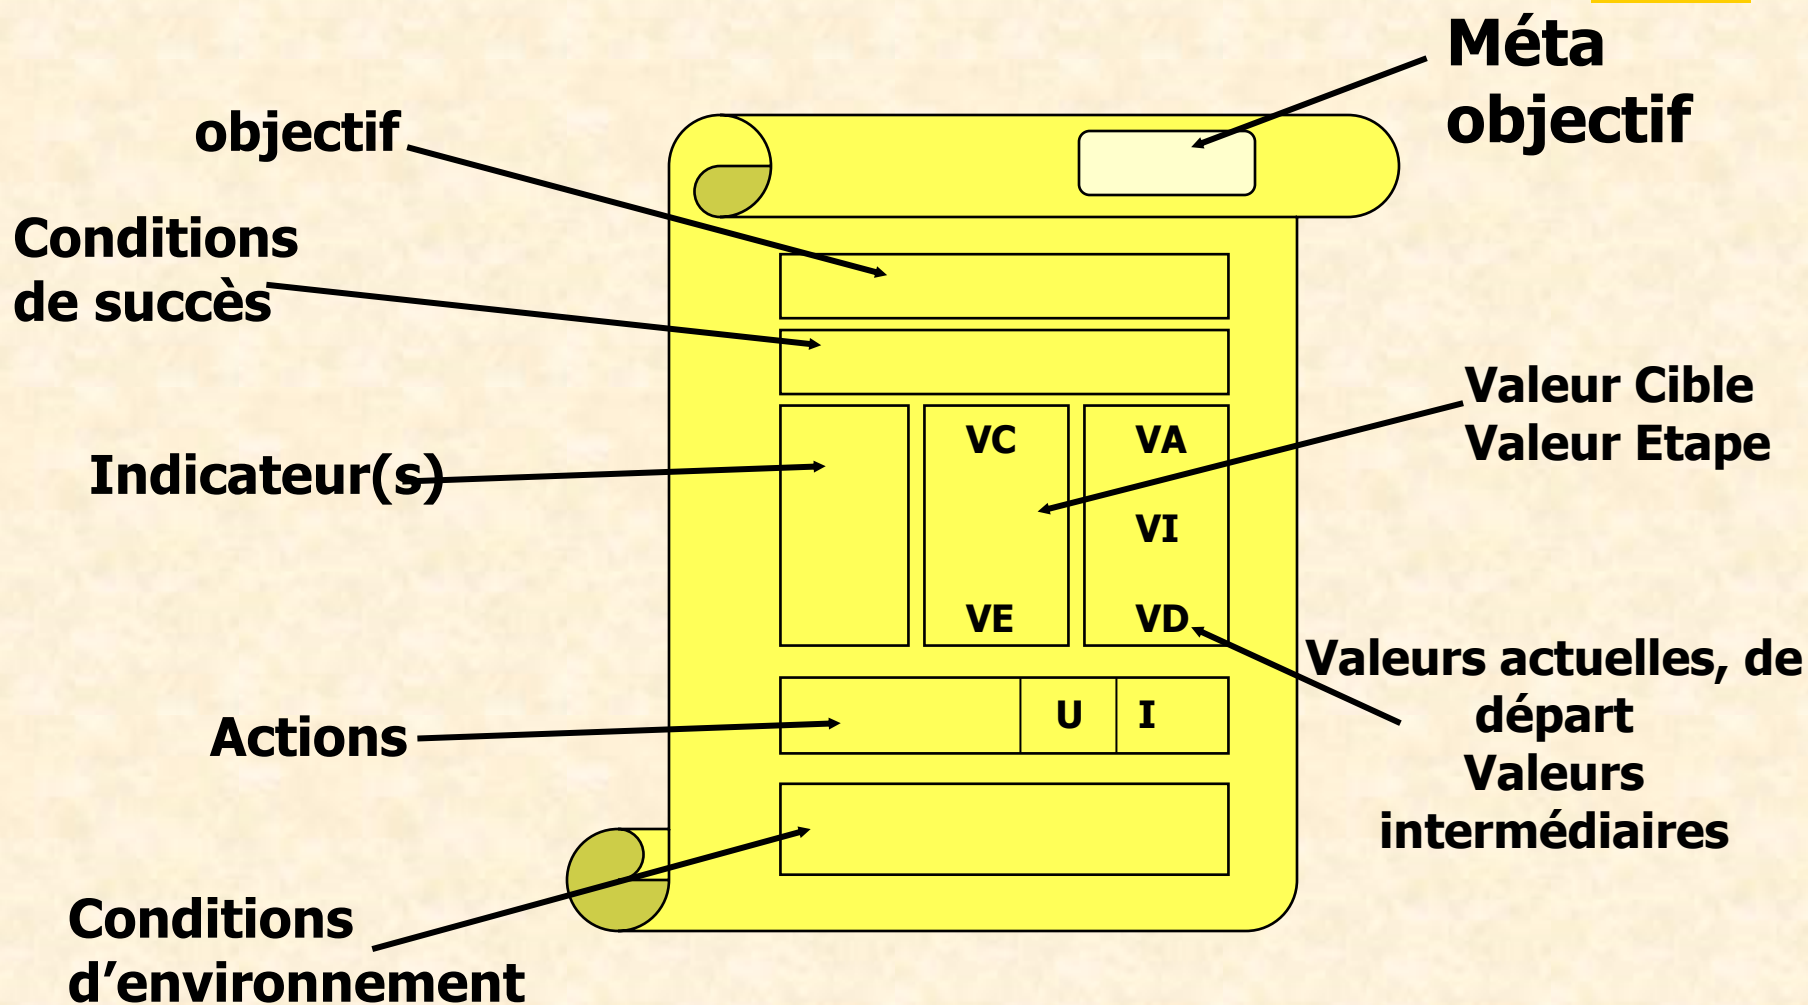 Méta
objectif
objectif
Conditions
de succès
Valeur Cible
Valeur Etape
Indicateur(s)
VC
VA
VI
VE
VD
Valeurs actuelles, de
départ
Valeurs
intermédiaires
Actions
U
I
Conditions
d’environnement